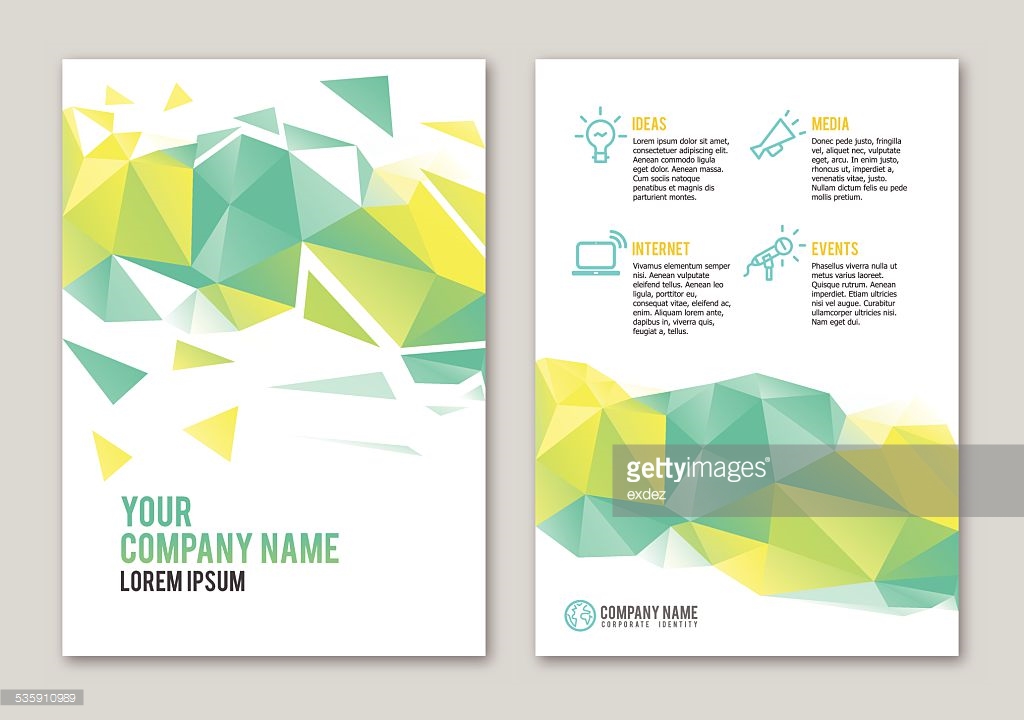 YOUR
COMPANY NAME
LOREM IPSUM
IDEAS
Lorem ipsum dolor sit amet,
consectetuer adipiscing elit.
Aenean commodo ligula
eget dolor. Aenean massa.
Cum sociis natoque
penatibus et magnis dis
parturient montes.
MEDIA
Donec pede justo, fringilla
vel, aliquet nec, vulputate
eget, arcu. In enim justo,
rhoncus ut, imperdiet a,
venenatis vitae, justo.
Nullam dictum felis eu pede
mollis pretium.
INTERNET
Vivamus elementum semper
nisi. Aenean vulputate
eleifend tellus. Aenean leo
ligula, porttitor eu,
consequat vitae, eleifend ac,
enim. Aliquam lorem ante,
dapibus in, viverra quis,
feugiat a, tellus.
EVENTS
Phasellus viverra nulla ut
metus varius laoreet.
Quisque rutrum. Aenean
imperdiet. Etiam ultricies
nisi vel augue. Curabitur
ullamcorper ultricies nisi.
Nam eget dui.
gettyimages®
exdez
COMPANY NAME
CORPORATE IDENTITY
535910989